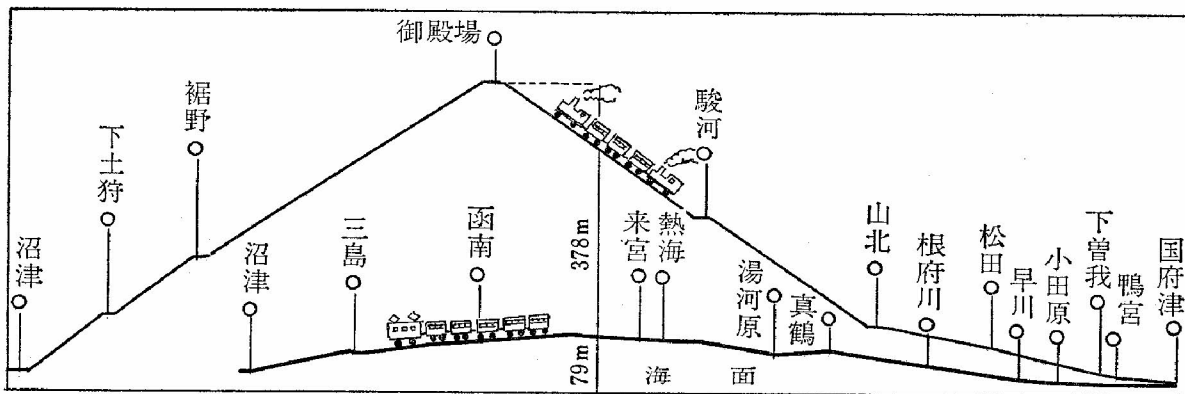 御殿場
裾野
下土狩
沼津
駿河
山北
松田
下曽我
国府津
沼津
三島
函南
来宮
熱海
湯河原
真鶴
根府川
早川
小田原
鴨宮
378m
79m
海面